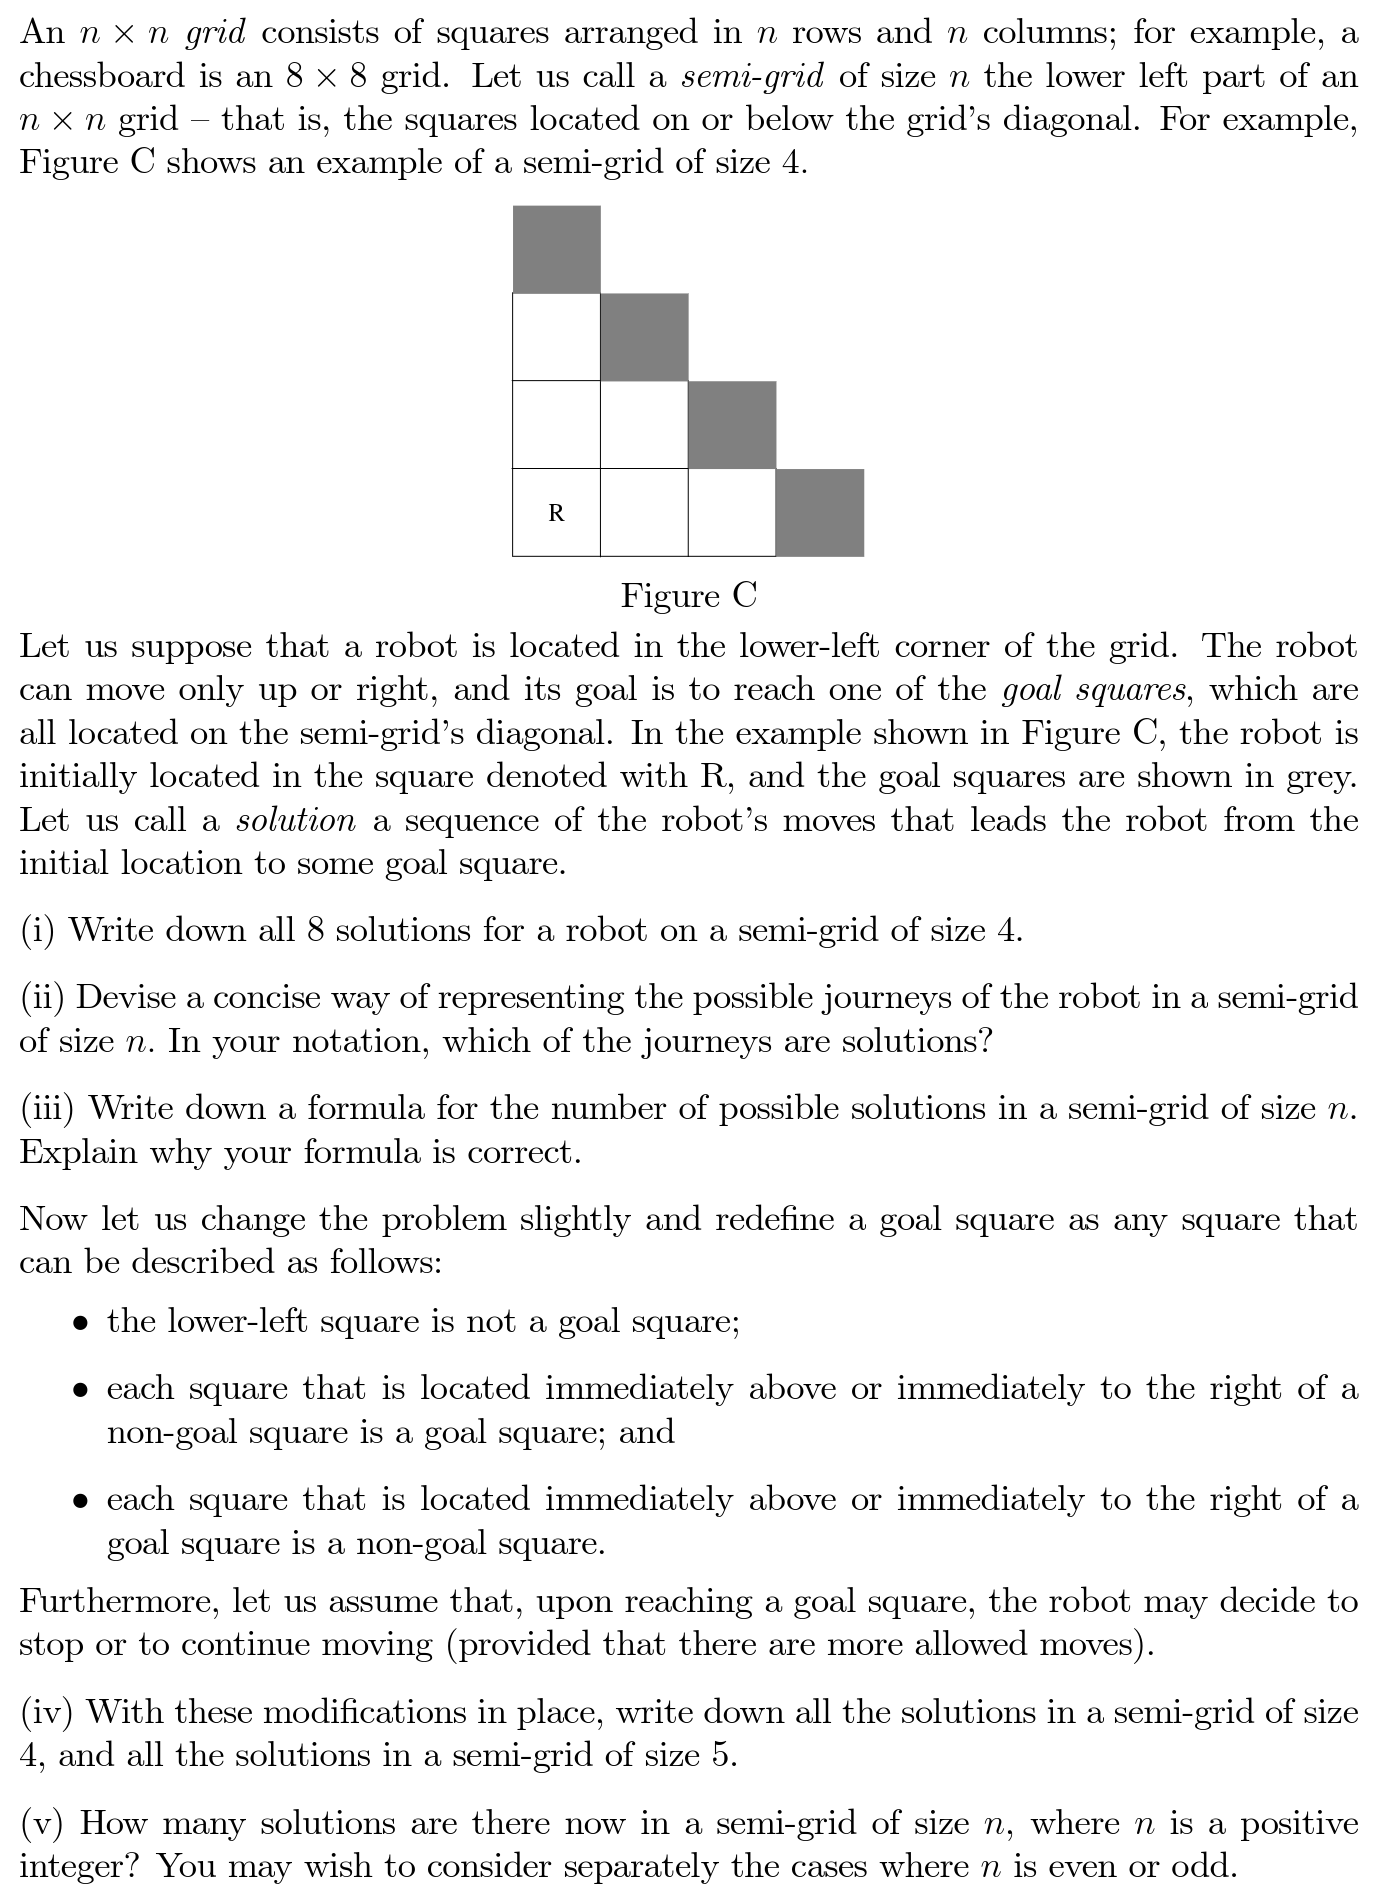 An n × n grid consists of squares arranged in n rows and n columns; for example, a
chessboard is an 8 × 8 grid. Let us call a semi-grid of size n the lower left part of an
n × n grid – that is, the squares located on or below the grid's diagonal. For example,
Figure C shows an example of a semi-grid of size 4.
R
Figure C
Let us suppose that a robot is located in the lower-left corner of the grid. The robot
can move only up or right, and its goal is to reach one of the goal squares, which are
all located on the semi-grid's diagonal. In the example shown in Figure C, the robot is
initially located in the square denoted with R, and the goal squares are shown in grey.
Let us call a solution a sequence of the robot's moves that leads the robot from the
initial location to some goal square.
(i) Write down all 8 solutions for a robot on a semi-grid of size 4.
(ii) Devise a concise way of representing the possible journeys of the robot in a semi-grid
of size n. In your notation, which of the journeys are solutions?
(iii) Write down a formula for the number of possible solutions in a semi-grid of size n.
Explain why your formula is correct.
Now let us change the problem slightly and redefine a goal square as any square that
can be described as follows:
• the lower-left square is not a goal square;
• each square that is located immediately above or immediately to the right of a
non-goal square is a goal square; and
• each square that is located immediately above or immediately to the right of a
goal square is a non-goal square.
Furthermore, let us assume that, upon reaching a goal square, the robot may decide to
stop or to continue moving (provided that there are more allowed moves).
(iv) With these modifications in place, write down all the solutions in a semi-grid of size
4, and all the solutions in a semi-grid of size 5.
(v) How many solutions are there now in a semi-grid of size n, where n is a positive
integer? You may wish to consider separately the cases where n is even or odd.